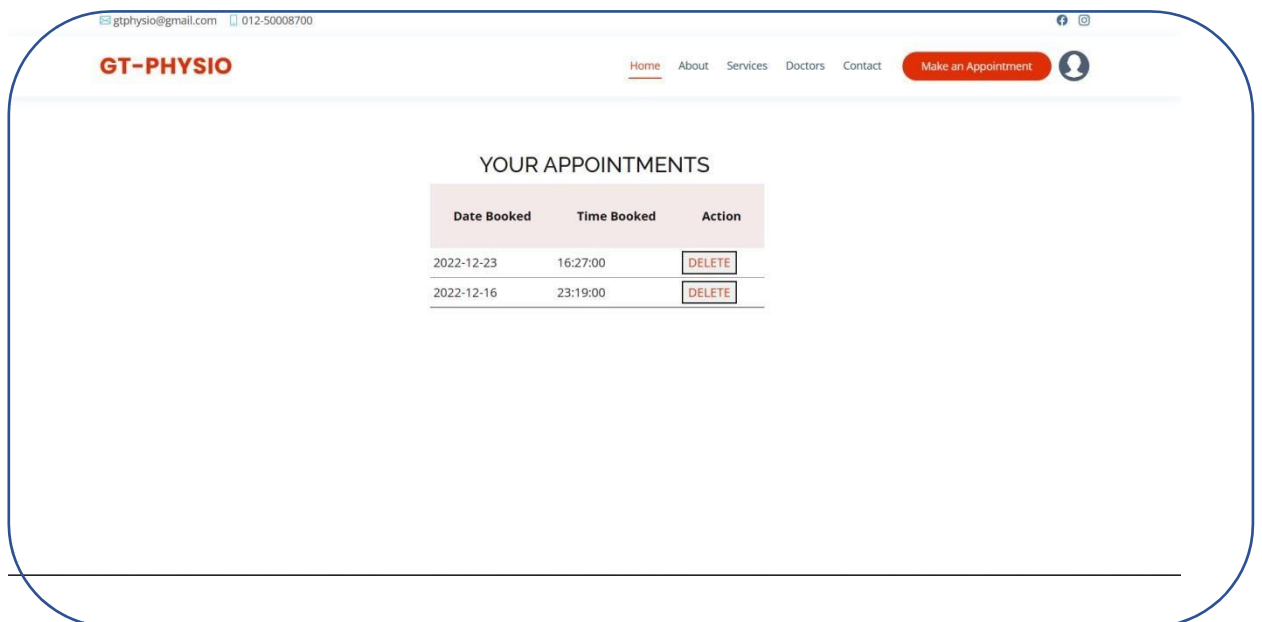 gtphysio@gmail.com 012-50008700
GT-PHYSIO Home About Services Doctors Contact Make an Appointment
YOUR APPOINTMENTS
Date Booked Time Booked Action
2022-12-23 16:27:00 DELETE
2022-12-16 23:19:00 DELETE